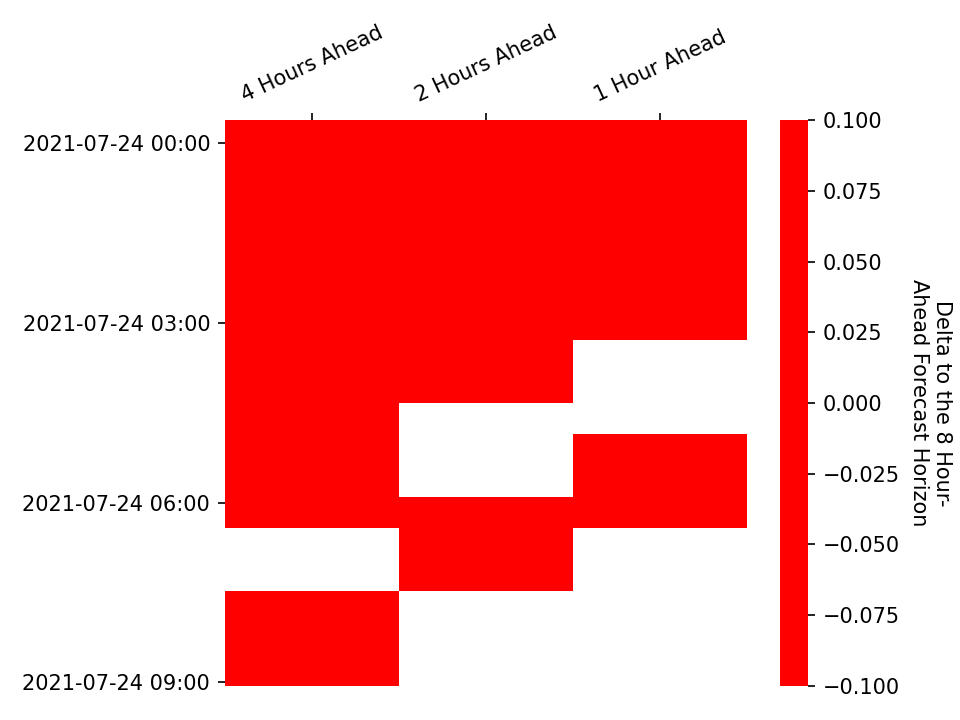 4 Hours Ahead
2 Hours Ahead
1 Hour Ahead
2021-07-24 00:00
2021-07-24 03:00
2021-07-24 06:00
2021-07-24 09:00
0.100
0.075
0.050
0.025
0.000
−0.025
−0.050
−0.075
−0.100
Delta to the 8 Hour-
Ahead Forecast Horizon